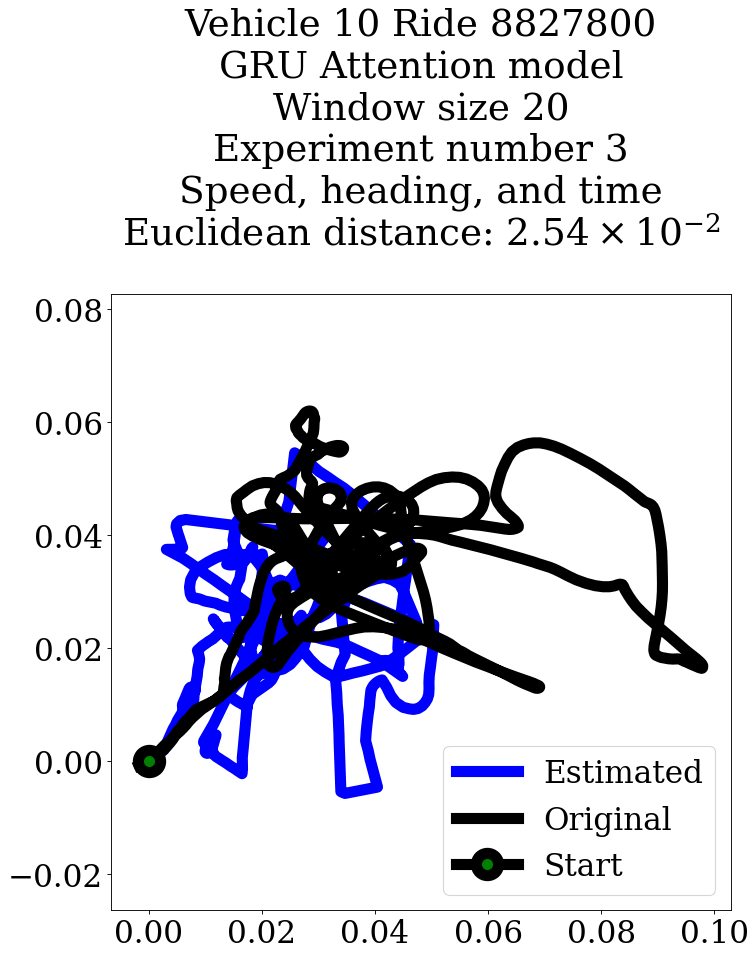 Vehicle 10 Ride 8827800
GRU Attention model
Window size 20
Experiment number 3
Speed, heading, and time
Euclidean distance: 2.54 × 10⁻²
0.08
0.06
0.04
0.02
0.00
−0.02
Estimated
Original
Start
0.00 0.02 0.04 0.06 0.08 0.10